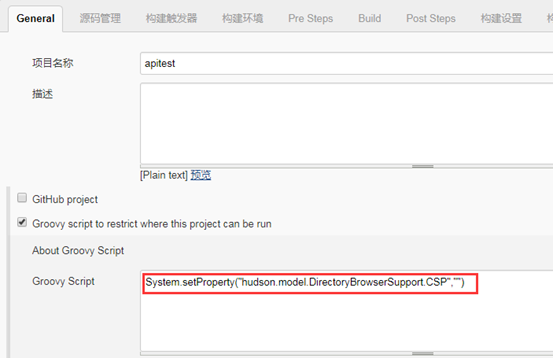 General 源码管理 构建触发器 构建环境 Pre Steps Build Post Steps 构建设置
项目名称 apitest
描述
[Plain text] 预览
GitHub project
Groovy script to restrict where this project can be run
About Groovy Script
Groovy Script System.setProperty("hudson.model.DirectoryBrowserSupport.CSP","")